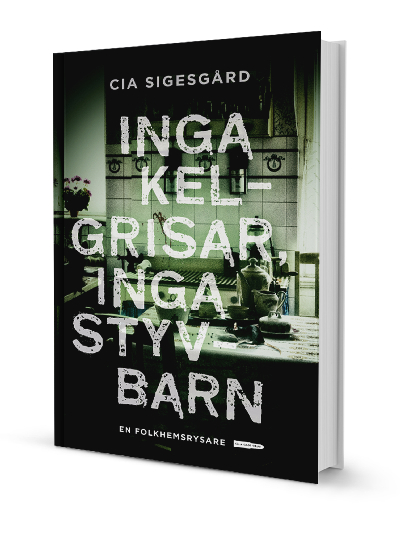 CIA SIGESGÅRD
INGA
KEL-
GRISAR,
INGA
STYV-
BARN
EN FOLKHEMSRYSARE